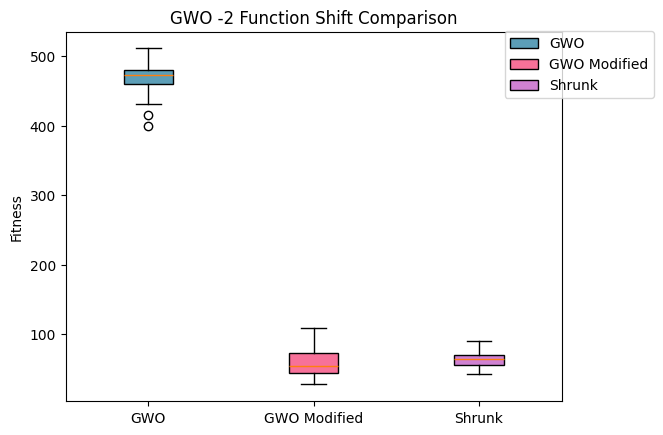 GWO -2 Function Shift Comparison
GWO
GWO Modified
Shrunk
500
400
300
200
100
Fitness
GWO
GWO Modified
Shrunk